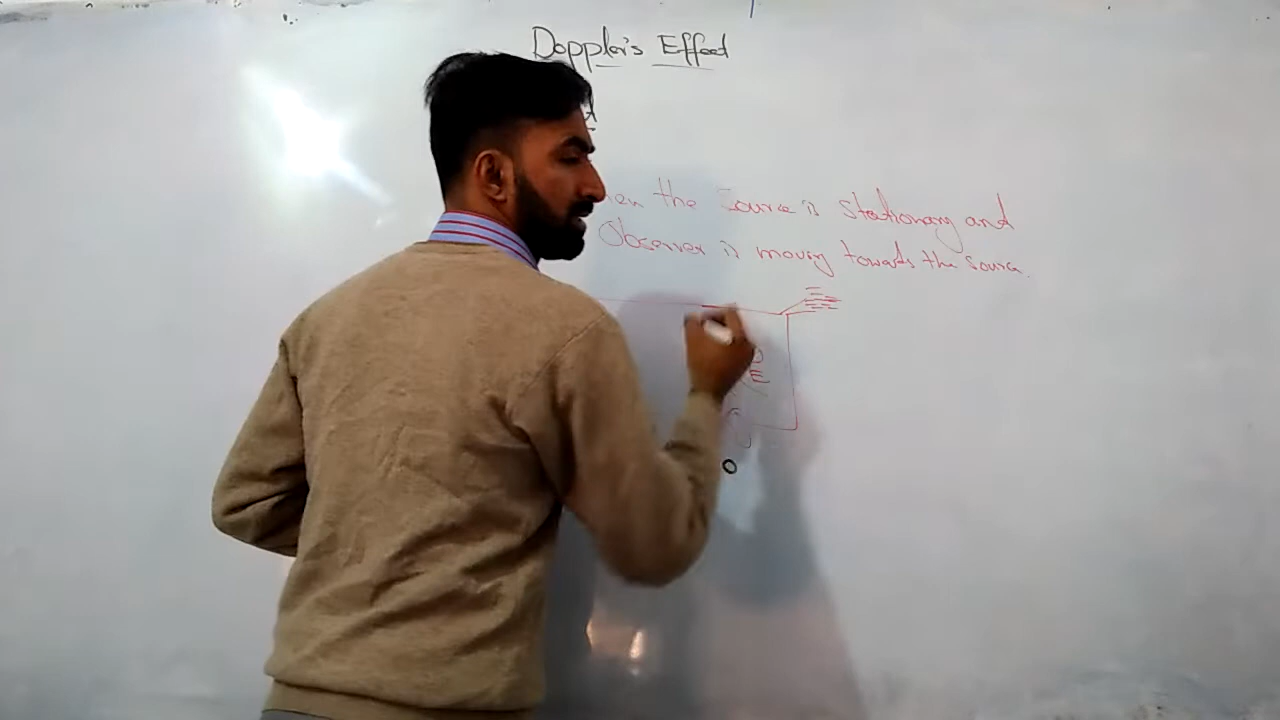 Doppler's Effect
the Source is Stationary and
Observer is moving towards the source.
E
O